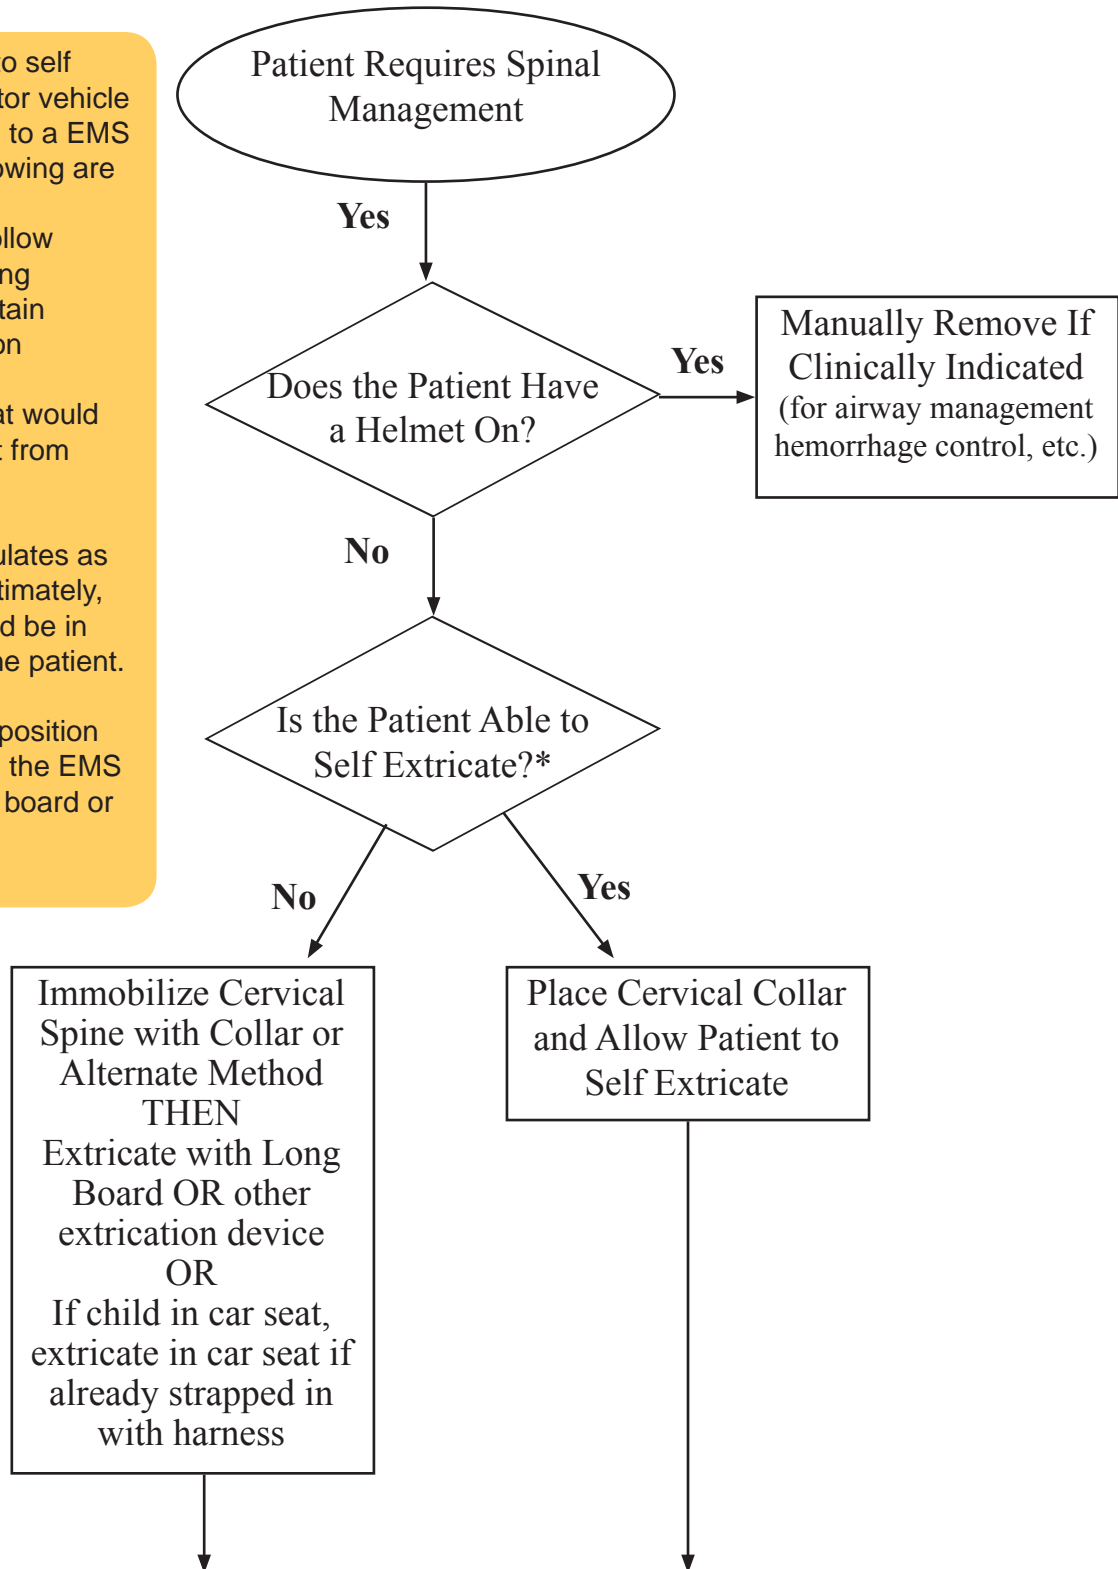 to self
tor vehicle
to a EMS
owing are
ollow
ng
tain
on
at would
t from
ulates as
timately,
d be in
he patient.
position
the EMS
board or
Patient Requires Spinal
Management
Yes
Does the Patient Have
a Helmet On?
Yes
Manually Remove If
Clinically Indicated
(for airway management
hemorrhage control, etc.)
No
Is the Patient Able to
Self Extricate?*
No
Yes
Immobilize Cervical
Spine with Collar or
Alternate Method
THEN
Extricate with Long
Board OR other
extrication device
OR
If child in car seat,
extricate in car seat if
already strapped in
with harness
Place Cervical Collar
and Allow Patient to
Self Extricate